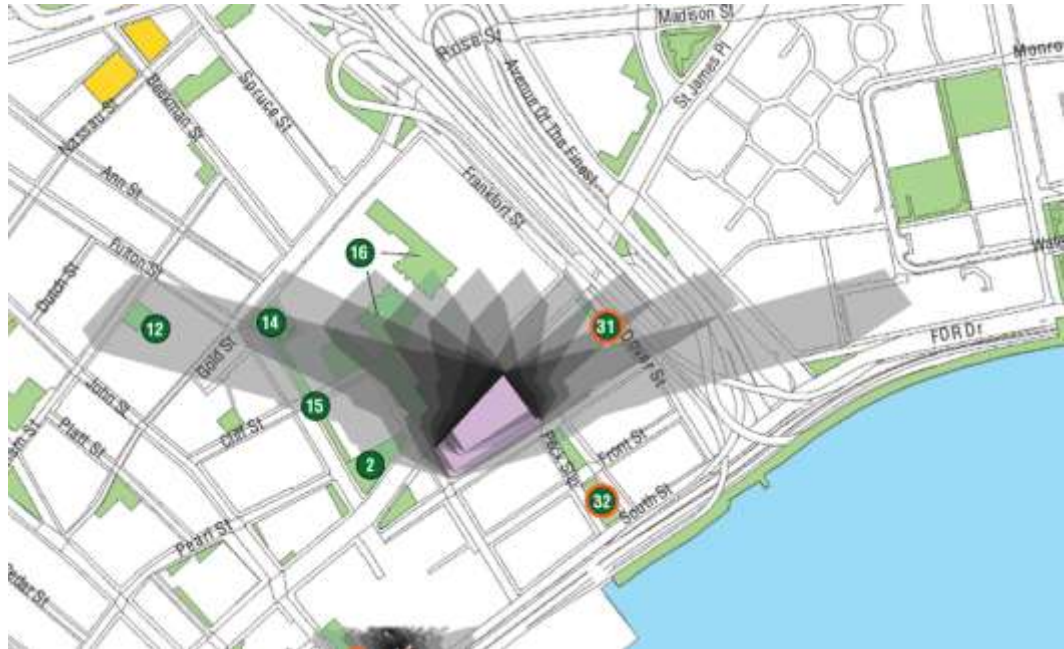 Madison St
Ridge St
St James Pl
Avenue Of The Finest
Monro
Spruce St
Beekman St
Nassau St
Ann St
Frankfort St
Fulton St
Dutch St
16
12
14
31
Dover St
FDR Dr
Gold St
John St
Platt St
15
Cliff St
2
Peck Slip
Front St
32
South St
Pearl St
Cedar St